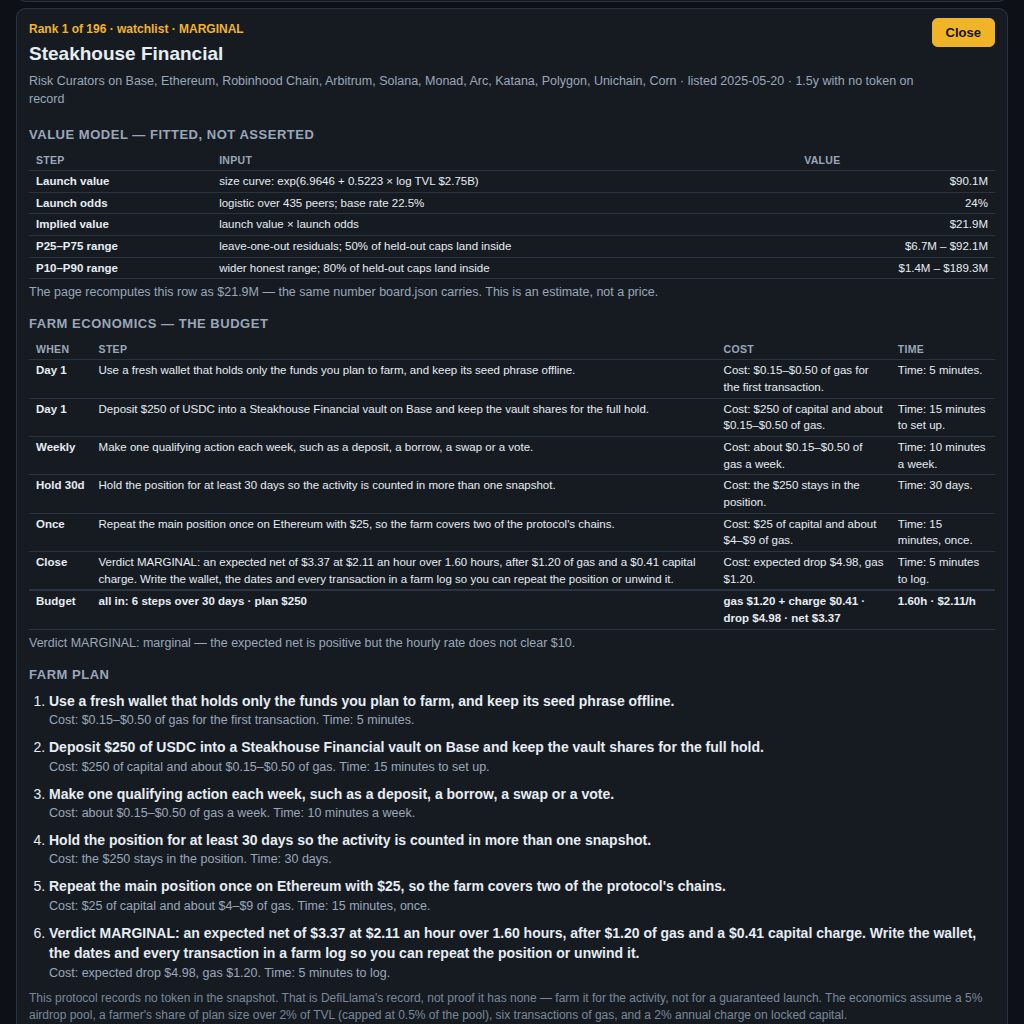 Rank 1 of 196 · watchlist · MARGINAL
Close
Steakhouse Financial
Risk Curators on Base, Ethereum, Robinhood Chain, Arbitrum, Solana, Monad, Arc, Katana, Polygon, Unichain, Corn · listed 2025-05-20 · 1.5y with no token on
record
VALUE MODEL — FITTED, NOT ASSERTED
STEP INPUT VALUE
Launch value size curve: exp(6.9646 + 0.5223 × log TVL $2.75B) $90.1M
Launch odds logistic over 435 peers; base rate 22.5% 24%
Implied value launch value × launch odds $21.9M
P25–P75 range leave-one-out residuals; 50% of held-out caps land inside $6.7M – $92.1M
P10–P90 range wider honest range; 80% of held-out caps land inside $1.4M – $189.3M
The page recomputes this row as $21.9M — the same number board.json carries. This is an estimate, not a price.
FARM ECONOMICS — THE BUDGET
WHEN STEP COST TIME
Day 1 Use a fresh wallet that holds only the funds you plan to farm, and keep its seed phrase offline. Cost: $0.15–$0.50 of gas for Time: 5 minutes.
the first transaction.
Day 1 Deposit $250 of USDC into a Steakhouse Financial vault on Base and keep the vault shares for the full hold. Cost: $250 of capital and about Time: 15 minutes
$0.15–$0.50 of gas. to set up.
Weekly Make one qualifying action each week, such as a deposit, a borrow, a swap or a vote. Cost: about $0.15–$0.50 of Time: 10 minutes
gas a week. a week.
Hold 30d Hold the position for at least 30 days so the activity is counted in more than one snapshot. Cost: the $250 stays in the Time: 30 days.
position.
Once Repeat the main position once on Ethereum with $25, so the farm covers two of the protocol's chains. Cost: $25 of capital and about Time: 15
$4–$9 of gas. minutes, once.
Close Verdict MARGINAL: an expected net of $3.37 at $2.11 an hour over 1.60 hours, after $1.20 of gas and a $0.41 capital Cost: expected drop $4.98, gas Time: 5 minutes
charge. Write the wallet, the dates and every transaction in a farm log so you can repeat the position or unwind it. $1.20. to log.
Budget all in: 6 steps over 30 days · plan $250 gas $1.20 + charge $0.41 · 1.60h · $2.11/h
drop $4.98 · net $3.37
Verdict MARGINAL: marginal — the expected net is positive but the hourly rate does not clear $10.
FARM PLAN
1. Use a fresh wallet that holds only the funds you plan to farm, and keep its seed phrase offline.
Cost: $0.15–$0.50 of gas for the first transaction. Time: 5 minutes.
2. Deposit $250 of USDC into a Steakhouse Financial vault on Base and keep the vault shares for the full hold.
Cost: $250 of capital and about $0.15–$0.50 of gas. Time: 15 minutes to set up.
3. Make one qualifying action each week, such as a deposit, a borrow, a swap or a vote.
Cost: about $0.15–$0.50 of gas a week. Time: 10 minutes a week.
4. Hold the position for at least 30 days so the activity is counted in more than one snapshot.
Cost: the $250 stays in the position. Time: 30 days.
5. Repeat the main position once on Ethereum with $25, so the farm covers two of the protocol's chains.
Cost: $25 of capital and about $4–$9 of gas. Time: 15 minutes, once.
6. Verdict MARGINAL: an expected net of $3.37 at $2.11 an hour over 1.60 hours, after $1.20 of gas and a $0.41 capital charge. Write the wallet,
the dates and every transaction in a farm log so you can repeat the position or unwind it.
Cost: expected drop $4.98, gas $1.20. Time: 5 minutes to log.
This protocol records no token in the snapshot. That is DefiLlama's record, not proof it has none — farm it for the activity, not for a guaranteed launch. The economics assume a 5%
airdrop pool, a farmer's share of plan size over 2% of TVL (capped at 0.5% of the pool), six transactions of gas, and a 2% annual charge on locked capital.